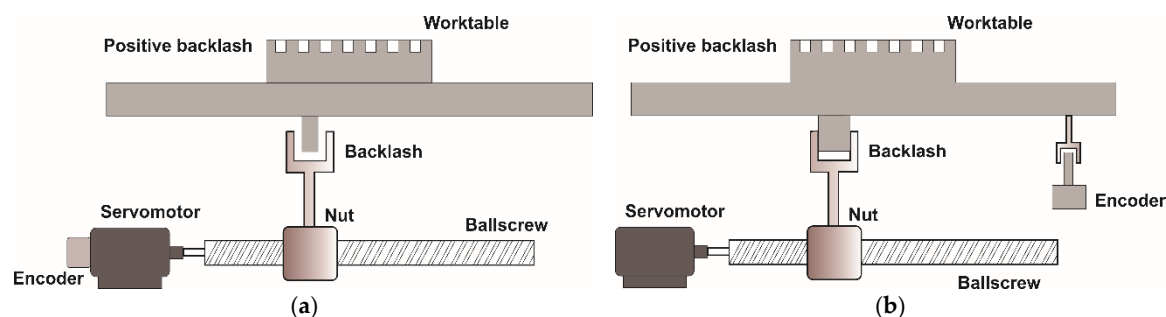 Worktable
Positive backlash
Backlash
Servomotor
Nut
Ballscrew
Encoder
(a)
Worktable
Positive backlash
Backlash
Encoder
Servomotor
Nut
Ballscrew
(b)